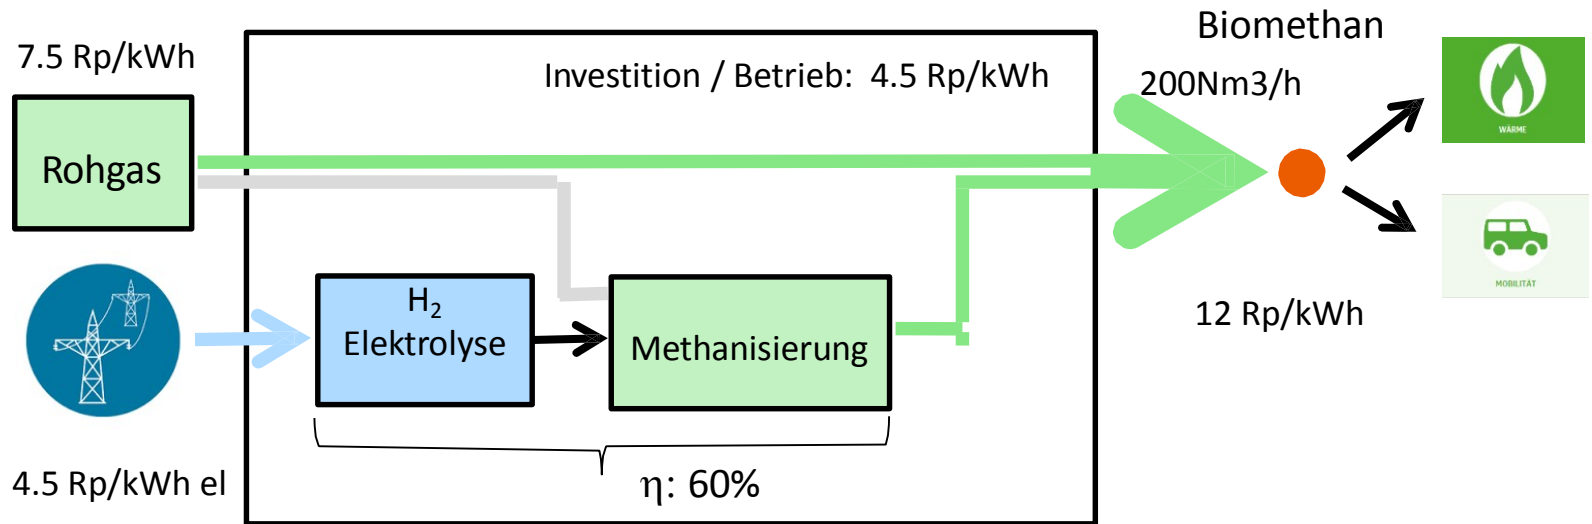 Biomethan
7.5 Rp/kWh
Investition / Betrieb: 4.5 Rp/kWh
200Nm3/h
WÄRME
Rohgas
H₂
Elektrolyse
Methanisierung
MOBILITÄT
12 Rp/kWh
4.5 Rp/kWh el
η: 60%